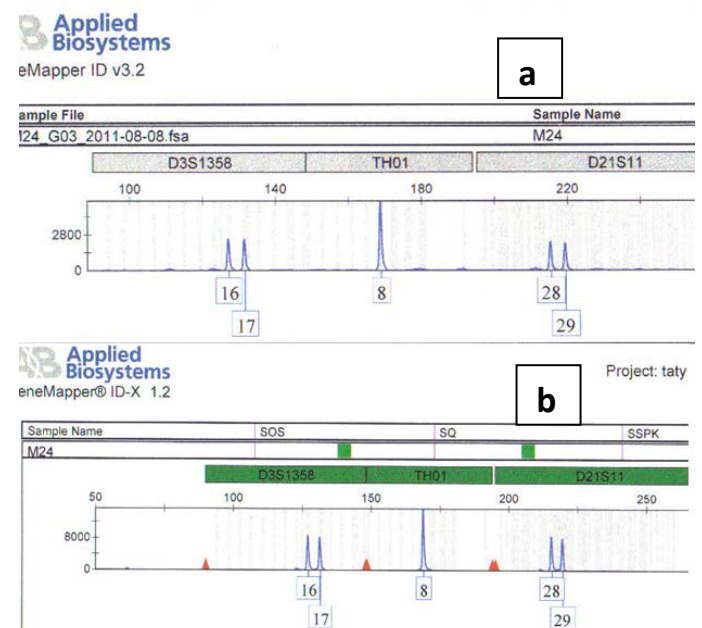 Applied
Biosystems
eMapper ID v3.2
a
ample File Sample Name
124_G03_2011-08-08.fsa M24
D3S1358 TH01 D21S11
100 140 180 220
2800
0
16 8 28
17 29
Applied
Biosystems
eneMapper® ID-X 1.2
Project: taty
b
Sample Name SOS SQ SSPK
M24
D3S1358 TH01 D21S11
50 100 150 200 250
8000
0
16 8 28
17 29